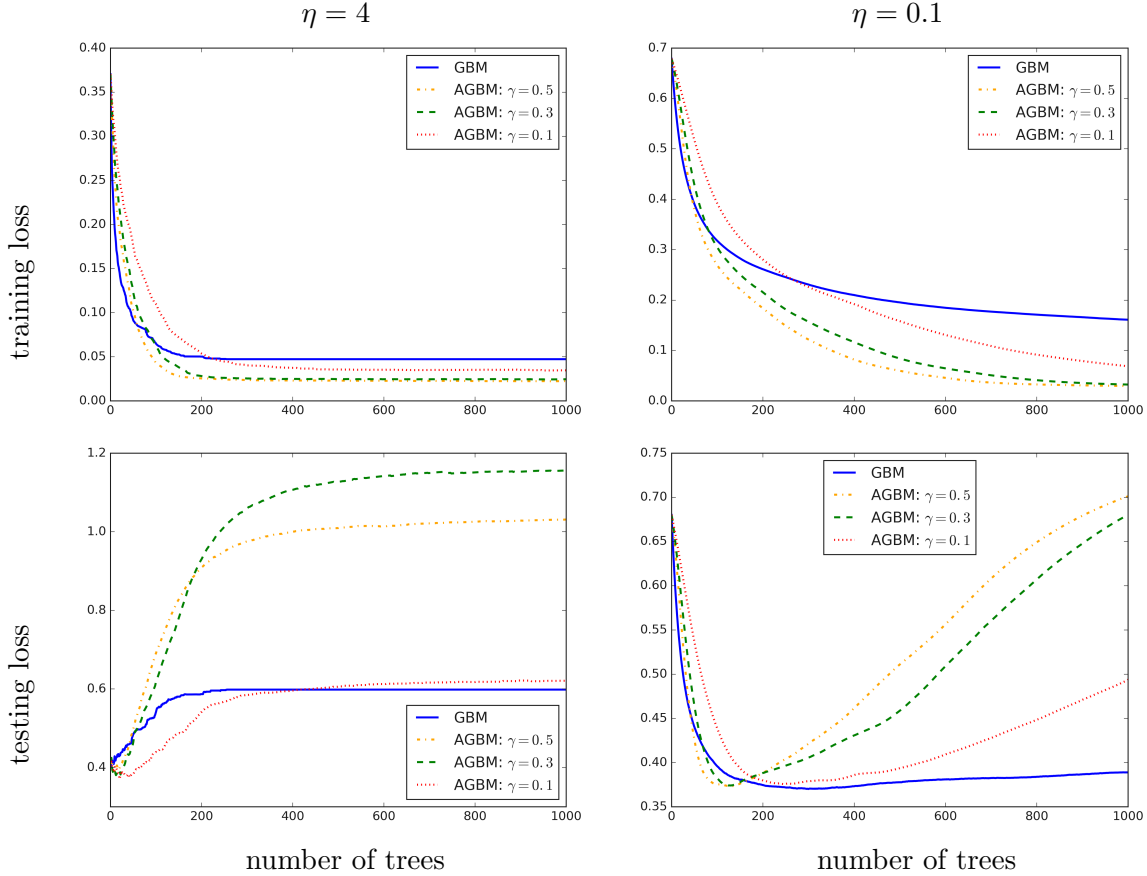 η = 4
η = 0.1
training loss
0.40
0.35
0.30
0.25
0.20
0.15
0.10
0.05
0.00
0 200 400 600 800 1000
GBM
AGBM: γ = 0.5
AGBM: γ = 0.3
AGBM: γ = 0.1
0.7
0.6
0.5
0.4
0.3
0.2
0.1
0.0
0 200 400 600 800 1000
GBM
AGBM: γ = 0.5
AGBM: γ = 0.3
AGBM: γ = 0.1
testing loss
1.2
1.0
0.8
0.6
0.4
0 200 400 600 800 1000
GBM
AGBM: γ = 0.5
AGBM: γ = 0.3
AGBM: γ = 0.1
number of trees
0.75
0.70
0.65
0.60
0.55
0.50
0.45
0.40
0.35
0 200 400 600 800 1000
GBM
AGBM: γ = 0.5
AGBM: γ = 0.3
AGBM: γ = 0.1
number of trees